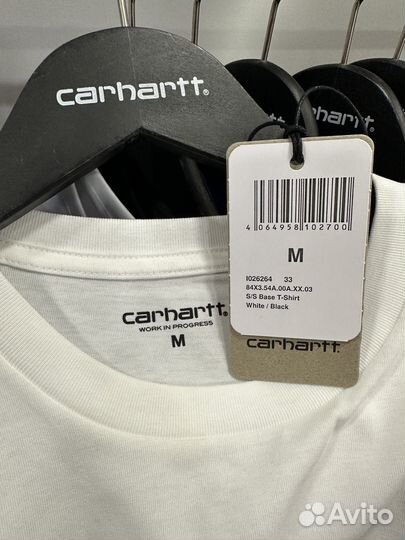 carhartt®
4 064958 102700
M
I026264 33
84X3.54A.00A.XX.03
S/S Base T-Shirt
White / Black
carhartt
carhartt®
WORK IN PROGRESS
M
Avito